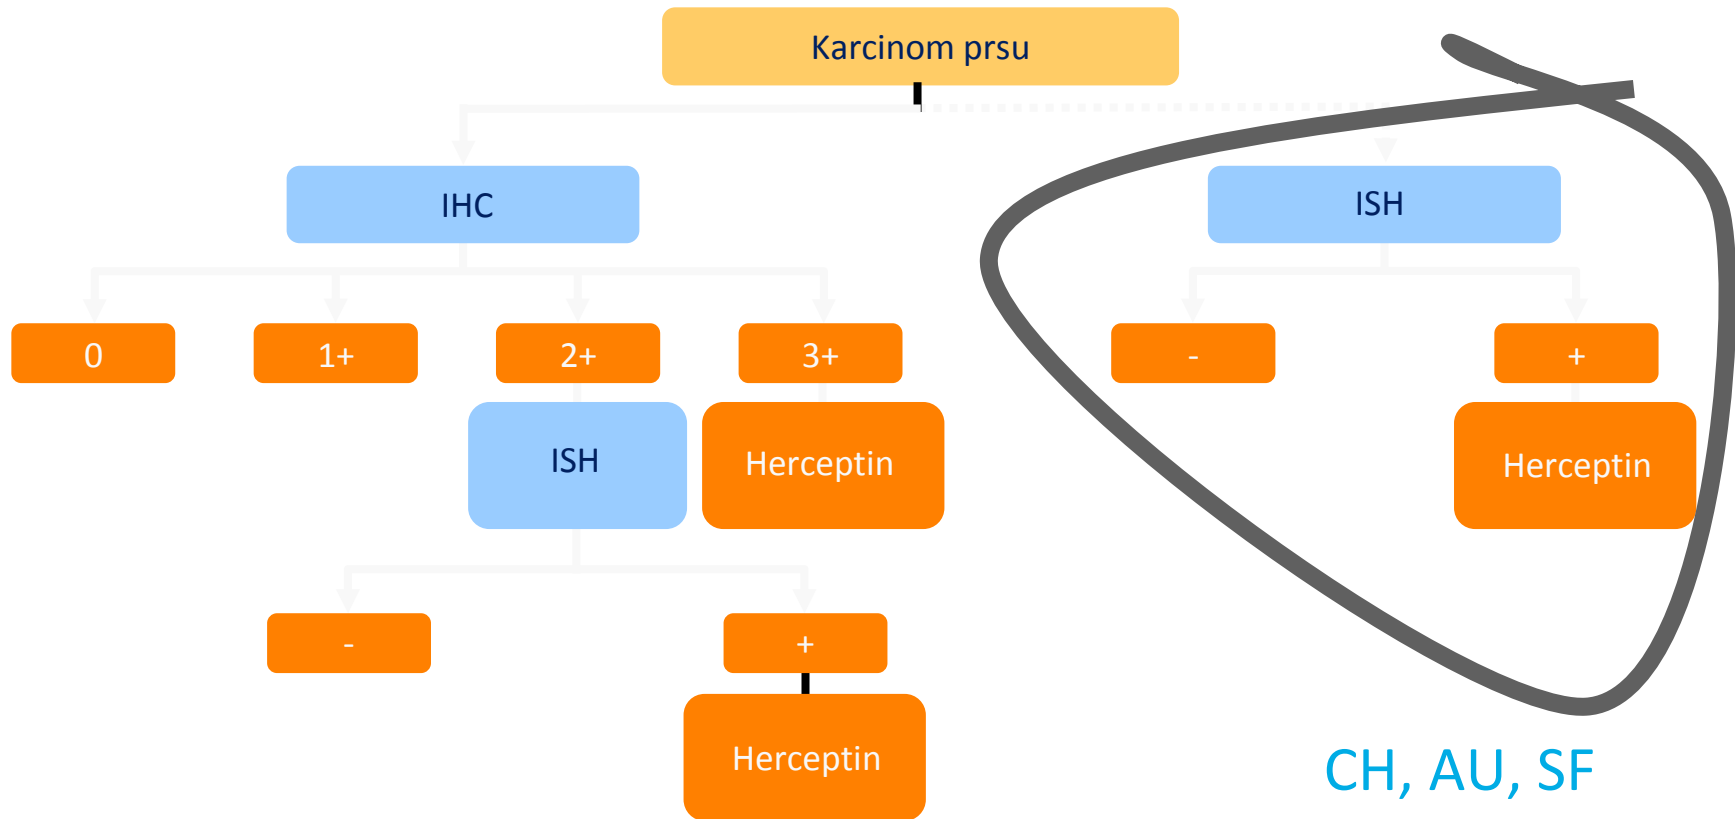 Karcinom prsu
IHC
ISH
0
1+
2+
3+
-
+
ISH
Herceptin
Herceptin
-
+
Herceptin
CH, AU, SF